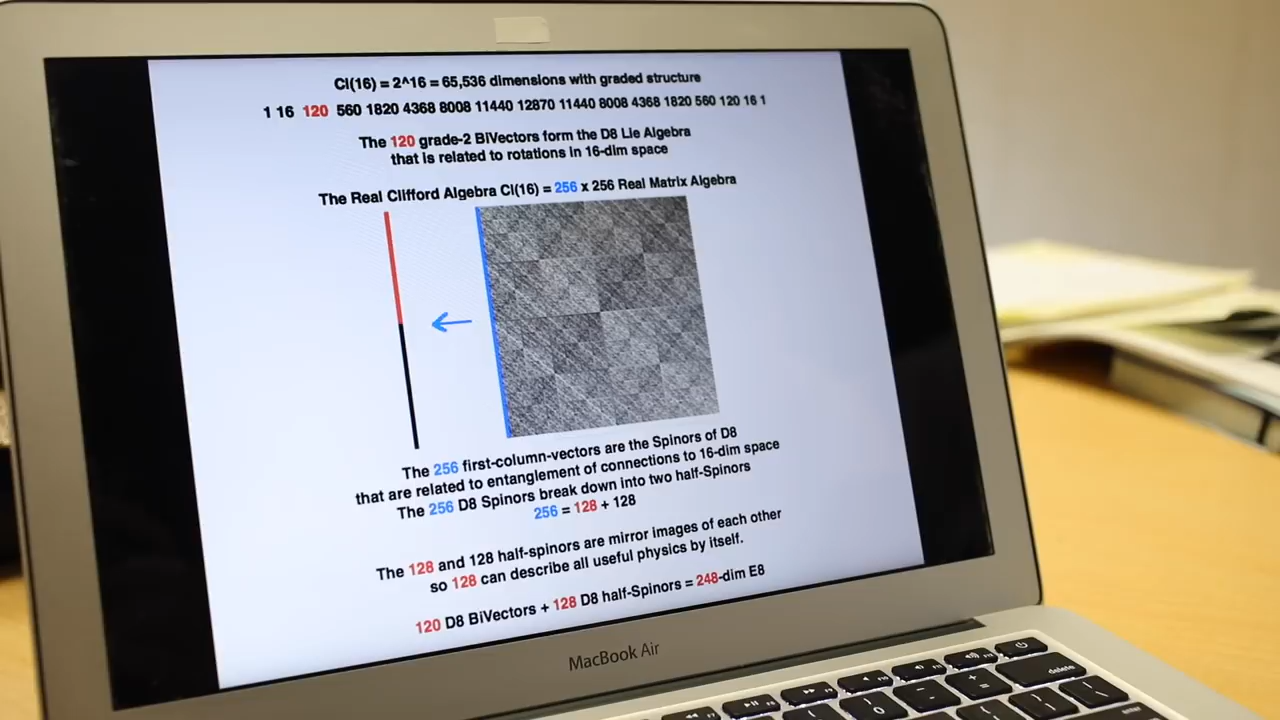 Cl(16) = 2^16 = 65,536 dimensions with graded structure
1 16 120 560 1820 4368 8008 11440 12870 11440 8008 4368 1820 560 120 16 1
The 120 grade-2 BiVectors form the D8 Lie Algebra
that is related to rotations in 16-dim space
The Real Clifford Algebra Cl(16) = 256 x 256 Real Matrix Algebra
The 256 first-column-vectors are the Spinors of D8
that are related to entanglement of connections to 16-dim space
The 256 D8 Spinors break down into two half-Spinors
256 = 128 + 128
The 128 and 128 half-spinors are mirror images of each other
so 128 can describe all useful physics by itself.
120 D8 BiVectors + 128 D8 half-Spinors = 248-dim E8
MacBook Air
delete
enter